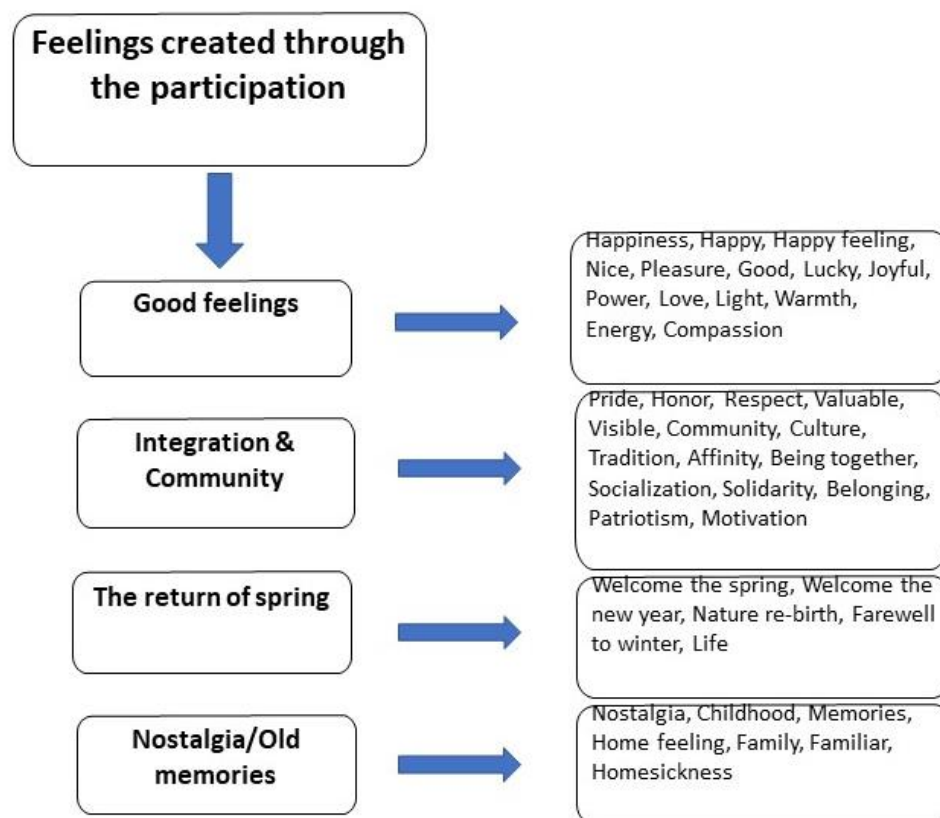 Feelings created through
the participation
Good feelings
Happiness, Happy, Happy feeling,
Nice, Pleasure, Good, Lucky, Joyful,
Power, Love, Light, Warmth,
Energy, Compassion
Integration &
Community
Pride, Honor, Respect, Valuable,
Visible, Community, Culture,
Tradition, Affinity, Being together,
Socialization, Solidarity, Belonging,
Patriotism, Motivation
The return of spring
Welcome the spring, Welcome the
new year, Nature re-birth, Farewell
to winter, Life
Nostalgia/Old
memories
Nostalgia, Childhood, Memories,
Home feeling, Family, Familiar,
Homesickness